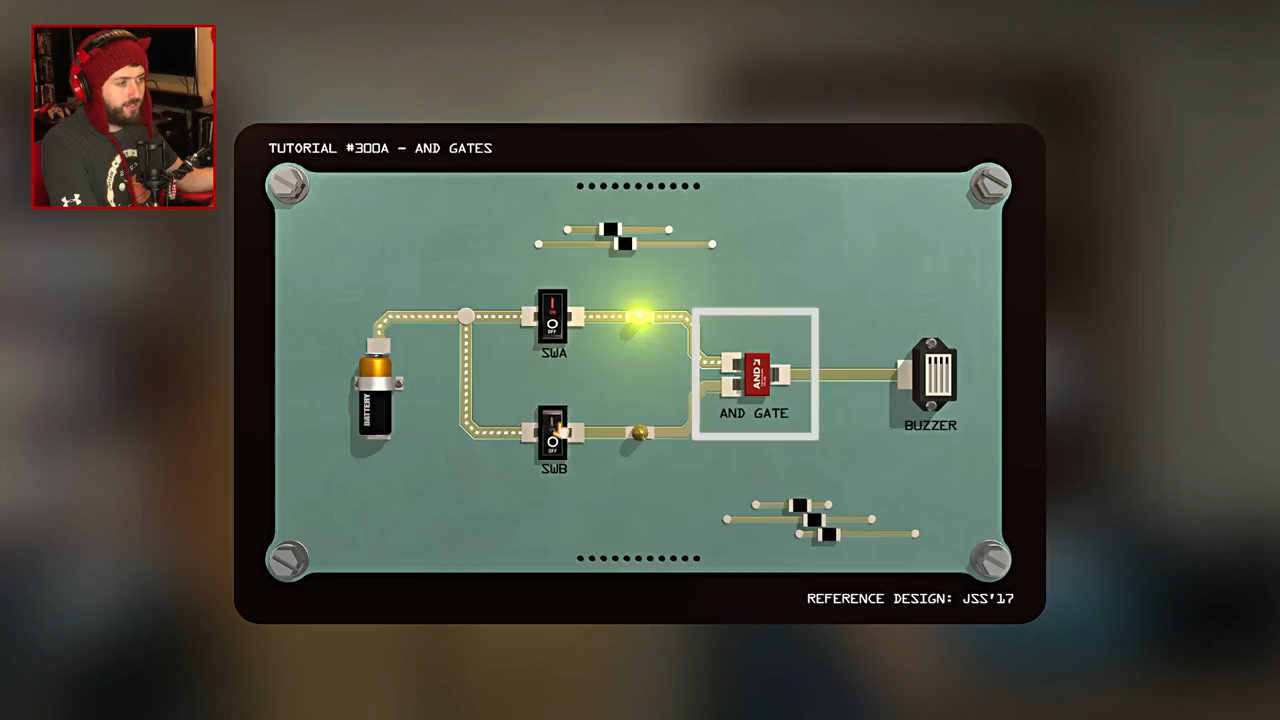 TUTORIAL #300A - AND GATES
ON
OFF
SWA
BATTERY
AND
AND GATE
BUZZER
OFF
SWB
REFERENCE DESIGN: JSS'17